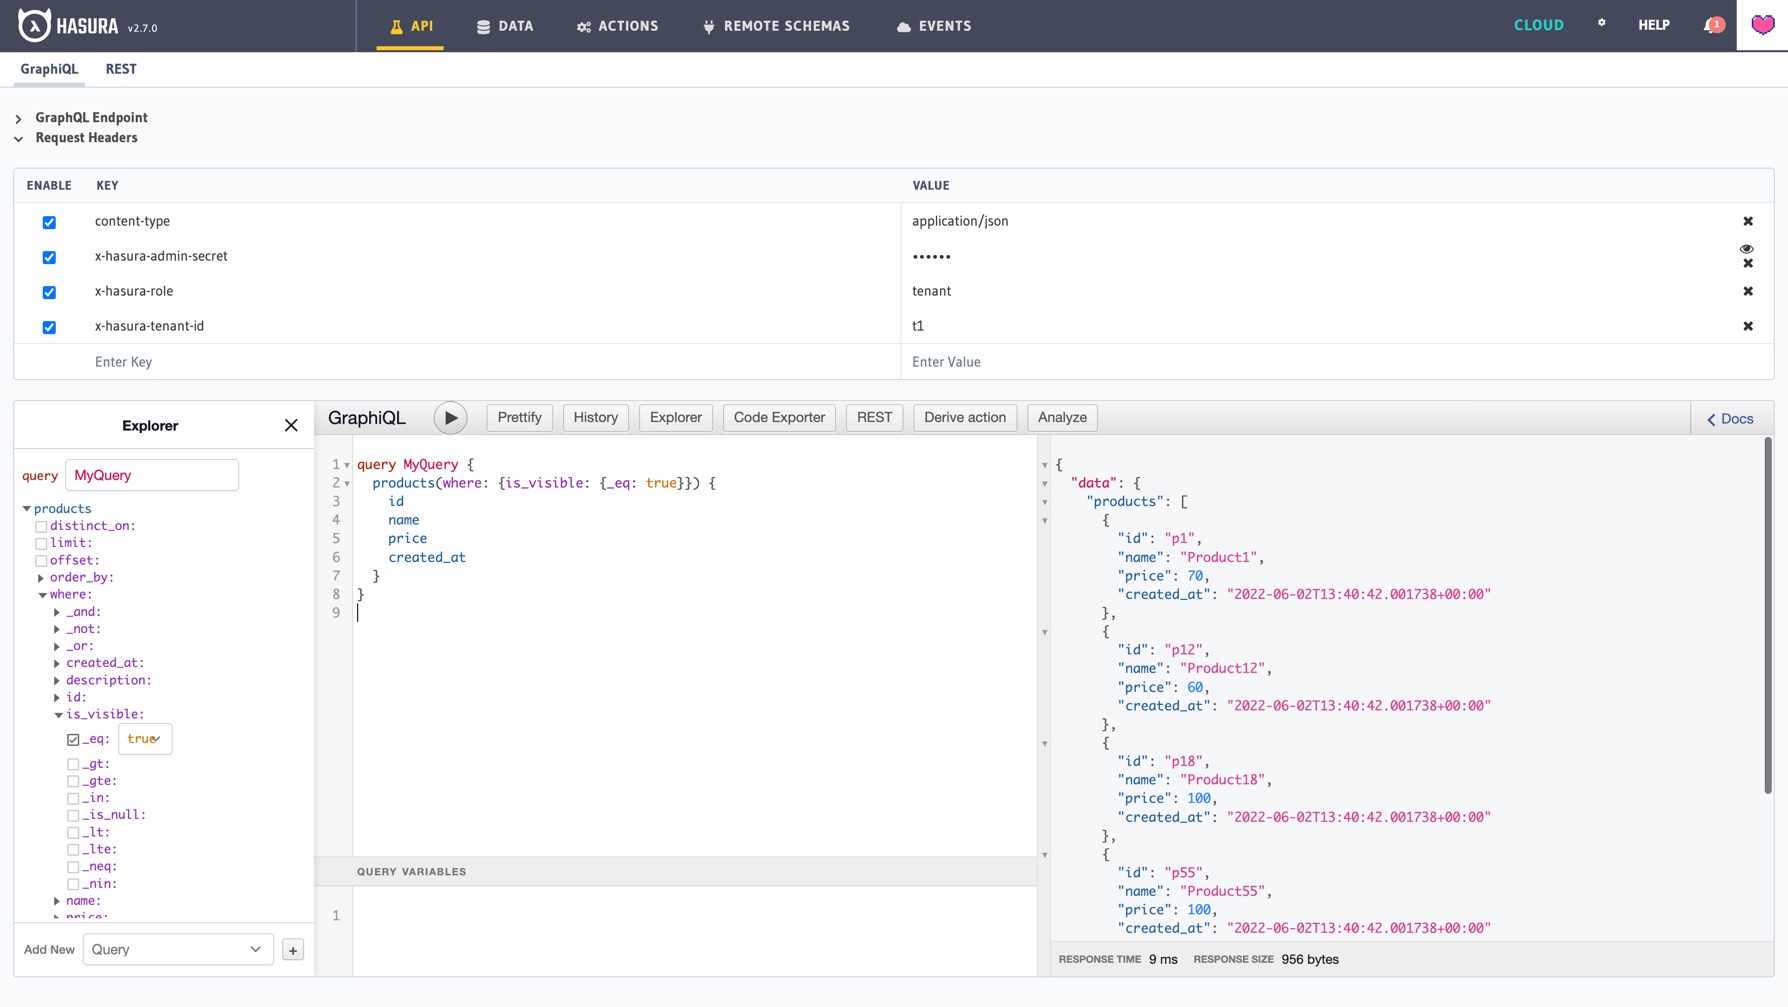 HASURA v2.7.0 API DATA ACTIONS REMOTE SCHEMAS EVENTS CLOUD HELP 1
GraphiQL REST
GraphQL Endpoint
Request Headers
ENABLE KEY VALUE
content-type application/json
x-hasura-admin-secret ••••••
x-hasura-role tenant
x-hasura-tenant-id t1
Enter Key Enter Value
Explorer
query MyQuery
products
distinct_on:
limit:
offset:
order_by:
where:
_and:
_not:
_or:
created_at:
description:
id:
is_visible:
_eq: true
_gt:
_gte:
_in:
_is_null:
_lt:
_lte:
_neq:
_nin:
name:
price:
Add New Query +
GraphiQL Prettify History Explorer Code Exporter REST Derive action Analyze Docs
1 query MyQuery {
2 products(where: {is_visible: {_eq: true}}) {
3 id
4 name
5 price
6 created_at
7 }
8 }
9
QUERY VARIABLES
1
{
"data": {
"products": [
{
"id": "p1",
"name": "Product1",
"price": 70,
"created_at": "2022-06-02T13:40:42.001738+00:00"
},
{
"id": "p12",
"name": "Product12",
"price": 60,
"created_at": "2022-06-02T13:40:42.001738+00:00"
},
{
"id": "p18",
"name": "Product18",
"price": 100,
"created_at": "2022-06-02T13:40:42.001738+00:00"
},
{
"id": "p55",
"name": "Product55",
"price": 100,
"created_at": "2022-06-02T13:40:42.001738+00:00"
RESPONSE TIME 9 ms RESPONSE SIZE 956 bytes